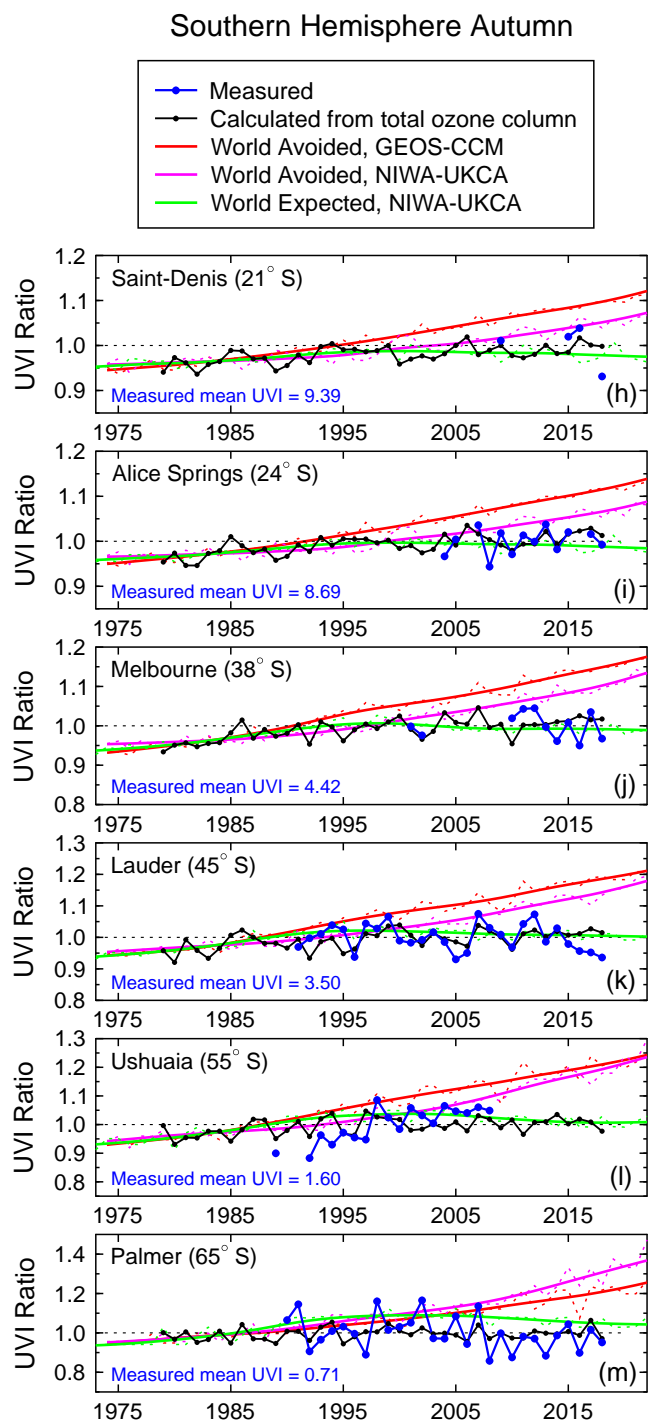 Southern Hemisphere Autumn
Measured
Calculated from total ozone column
World Avoided, GEOS-CCM
World Avoided, NIWA-UKCA
World Expected, NIWA-UKCA
1.2
1.1
1.0
0.9
UVI Ratio
Saint-Denis (21° S)
Measured mean UVI = 9.39
(h)
1975 1985 1995 2005 2015
1.2
1.1
1.0
0.9
UVI Ratio
Alice Springs (24° S)
Measured mean UVI = 8.69
(i)
1975 1985 1995 2005 2015
1.2
1.1
1.0
0.9
0.8
UVI Ratio
Melbourne (38° S)
Measured mean UVI = 4.42
(j)
1975 1985 1995 2005 2015
1.3
1.2
1.1
1.0
0.9
0.8
UVI Ratio
Lauder (45° S)
Measured mean UVI = 3.50
(k)
1975 1985 1995 2005 2015
1.3
1.2
1.1
1.0
0.9
0.8
UVI Ratio
Ushuaia (55° S)
Measured mean UVI = 1.60
(l)
1975 1985 1995 2005 2015
1.4
1.2
1.0
0.8
UVI Ratio
Palmer (65° S)
Measured mean UVI = 0.71
(m)
1975 1985 1995 2005 2015